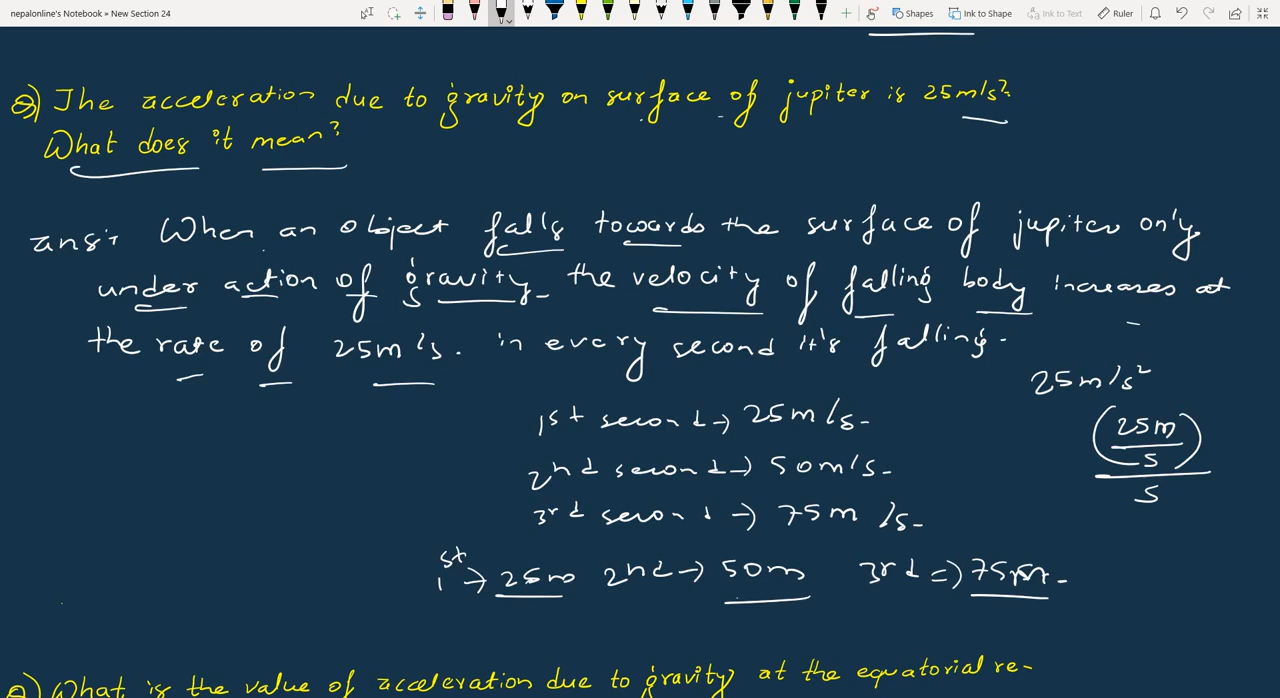 nepalonline's Notebook » New Section 24
Shapes Ink to Shape Ink to Text Ruler
Q) The acceleration due to gravity on surface of jupiter is 25m/s².
What does it mean?
ans:- When an object falls towards the surface of jupiter only
under action of gravity, the velocity of falling body increases at
the rate of 25m/s. in every second it's falling.
25m/s²
1st second → 25m/s.
(25m/s)/s
2nd second → 50m/s.
3rd second → 75m/s.
1st → 25m 2nd → 50m 3rd ⇒ 75m.
Q) What is the value of acceleration due to gravity at the equatorial re-